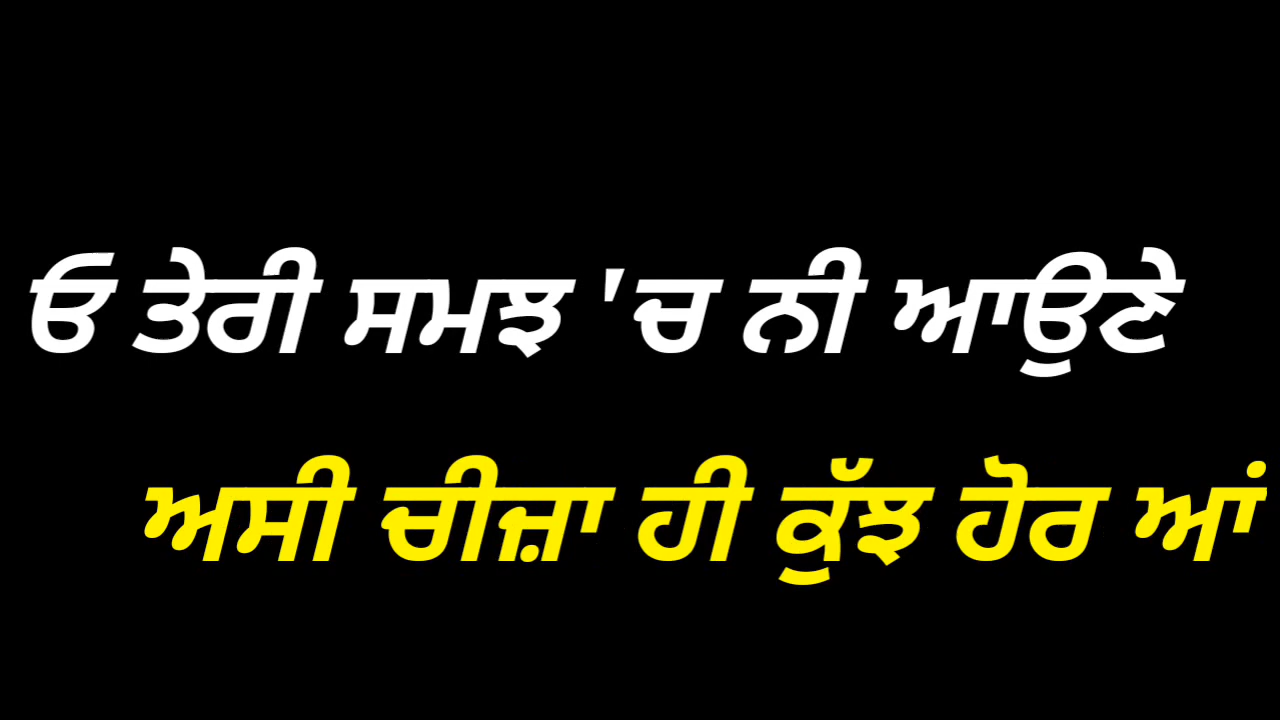 ਓ ਤੇਰੀ ਸਮਝ 'ਚ ਨੀ ਆਉਣੇ
ਅਸੀ ਚੀਜ਼ਾ ਹੀ ਕੁੱਝ ਹੋਰ ਆਂ